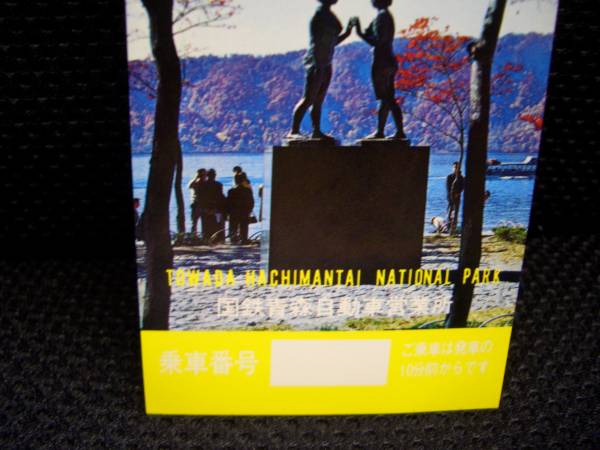 TOWADA HACHIMANTAI NATIONAL PARK
国鉄青森自動車営業所
乗車番号
ご乗車は発車の
10分前からです